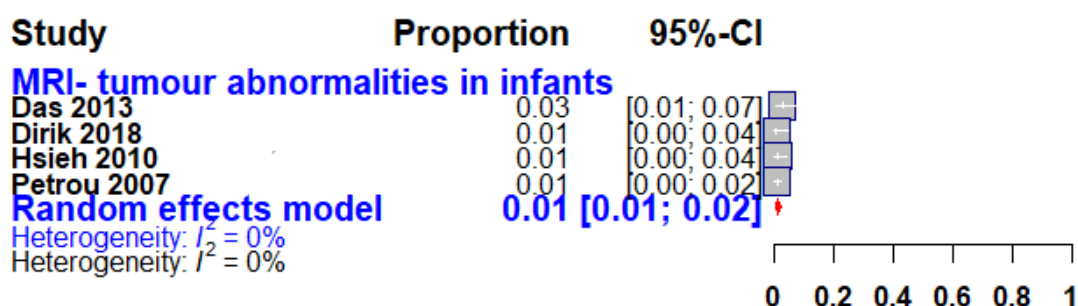 Study Proportion 95%-CI
MRI- tumour abnormalities in infants
Das 2013 0.03 [0.01; 0.07]
Dirik 2018 0.01 [0.00; 0.04]
Hsieh 2010 0.01 [0.00; 0.04]
Petrou 2007 0.01 [0.00; 0.02]
Random effects model 0.01 [0.01; 0.02]
Heterogeneity: I² = 0%
Heterogeneity: I² = 0%
0 0.2 0.4 0.6 0.8 1